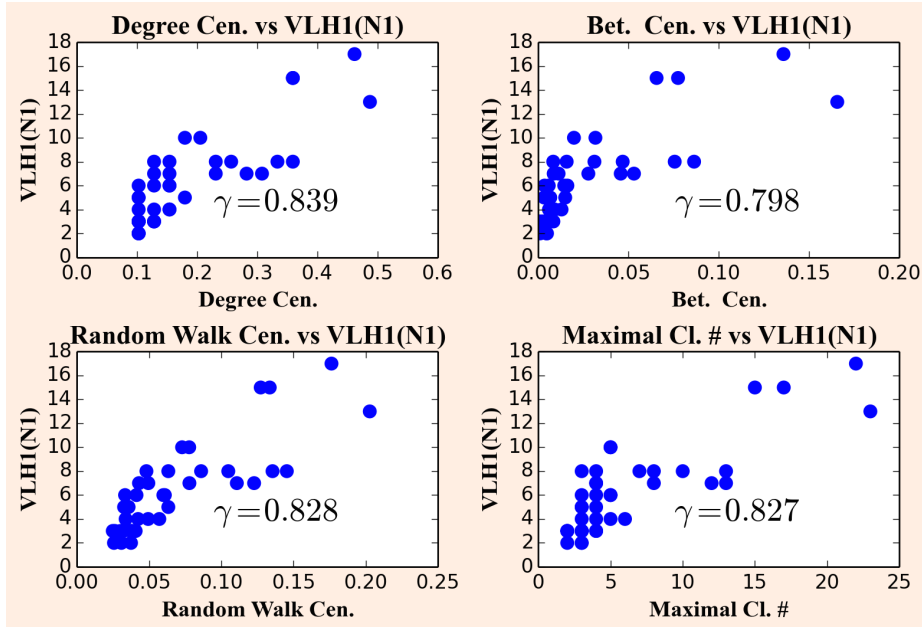 Degree Cen. vs VLH1(N1)
18
16
14
12
10
8
6
4
2
0
VLH1(N1)
γ=0.839
0.0 0.1 0.2 0.3 0.4 0.5 0.6
Degree Cen.
Bet. Cen. vs VLH1(N1)
18
16
14
12
10
8
6
4
2
0
VLH1(N1)
γ=0.798
0.00 0.05 0.10 0.15 0.20
Bet. Cen.
Random Walk Cen. vs VLH1(N1)
18
16
14
12
10
8
6
4
2
0
VLH1(N1)
γ=0.828
0.00 0.05 0.10 0.15 0.20 0.25
Random Walk Cen.
Maximal Cl. # vs VLH1(N1)
18
16
14
12
10
8
6
4
2
0
VLH1(N1)
γ=0.827
0 5 10 15 20 25
Maximal Cl. #